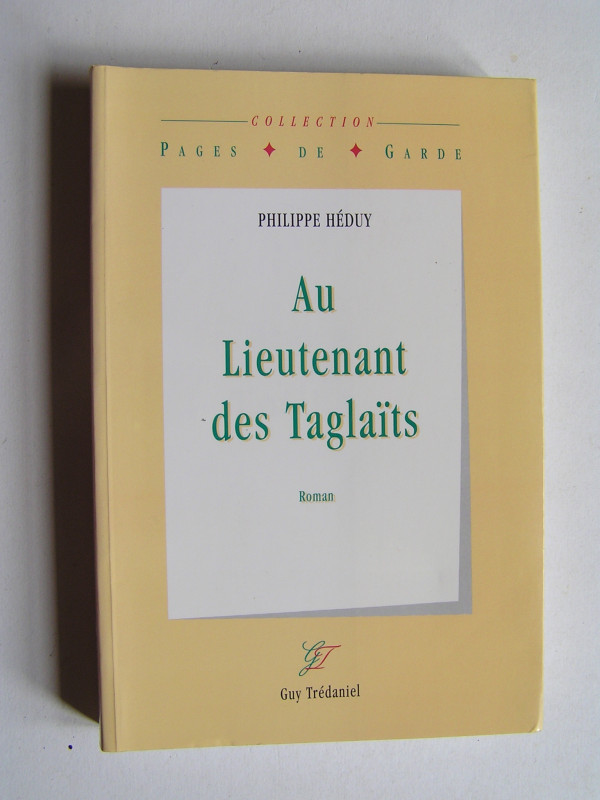 COLLECTION
PAGES ✦ DE ✦ GARDE
PHILIPPE HÉDUY
Au
Lieutenant
des Taglaïts
Roman
GT
Guy Trédaniel